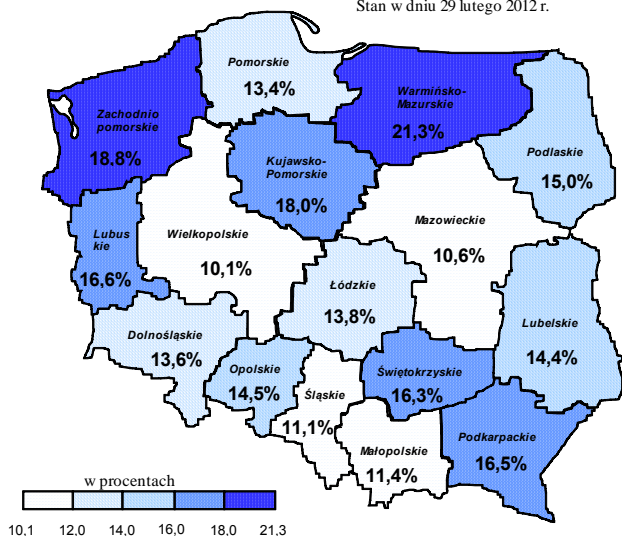 Stan w dniu 29 lutego 2012 r.
Pomorskie
13,4%
Warmińsko-
Mazurskie
21,3%
Zachodnio
pomorskie
18.8%
Kujawsko-
Pomorskie
18,0%
Podlaskie
15,0%
Lubus
kie
16,6%
Wielkopolskie
10,1%
Mazowieckie
10,6%
Łódzkie
13,8%
Lubelskie
14,4%
Dolnośląskie
13,6%
Opolskie
14,5%
Śląskie
11,1%
Świętokrzyskie
16,3%
Małopolskie
11,4%
Podkarpackie
16,5%
w procentach
10,1 12,0 14,0 16,0 18,0 21,3